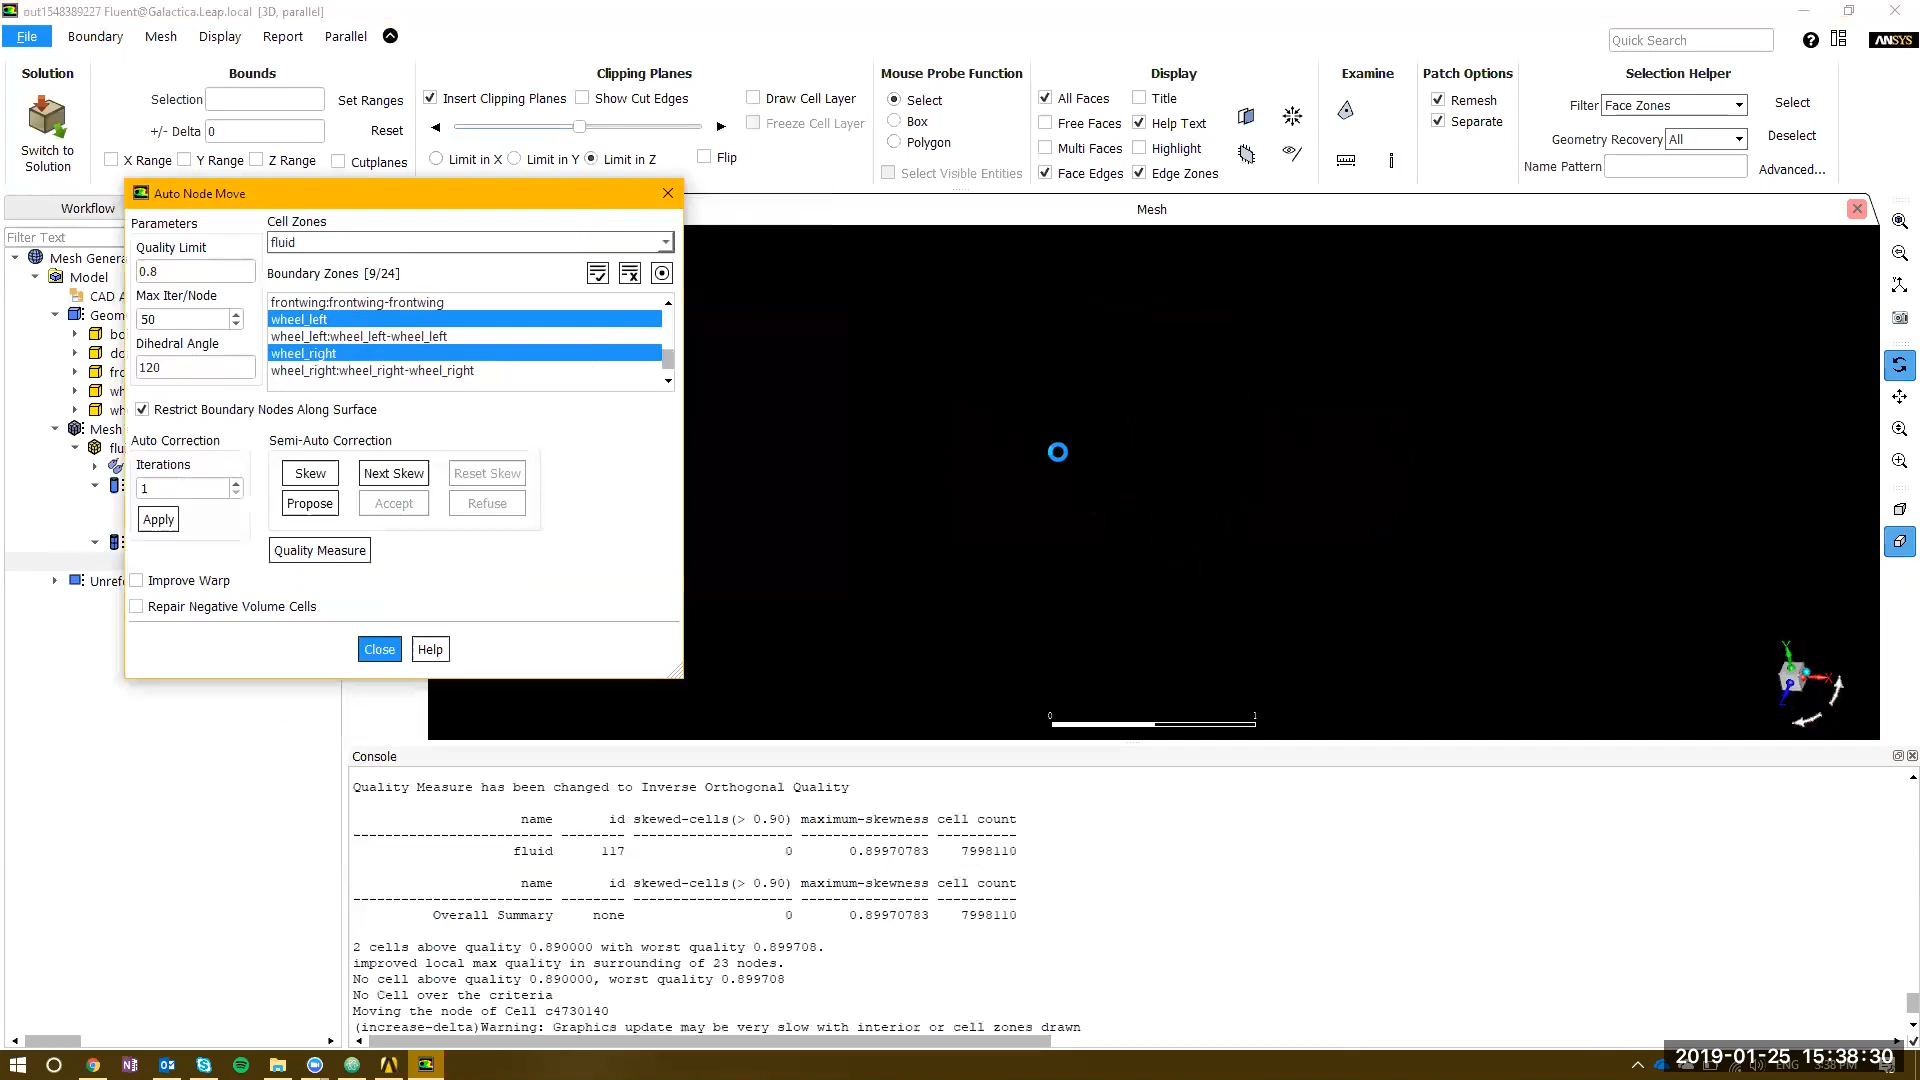 out1548389227 Fluent@Galactica.Leap.local [3D, parallel]
File Boundary Mesh Display Report Parallel
Quick Search
ANSYS
Solution
Switch to
Solution
Bounds
Selection
Set Ranges
+/- Delta 0
Reset
X Range Y Range Z Range Cutplanes
Clipping Planes
Insert Clipping Planes Show Cut Edges
Limit in X Limit in Y Limit in Z
Draw Cell Layer
Freeze Cell Layer
Flip
Mouse Probe Function
Select
Box
Polygon
Select Visible Entities
Display
All Faces Title
Free Faces Help Text
Multi Faces Highlight
Face Edges Edge Zones
Examine
Patch Options
Remesh
Separate
Selection Helper
Filter Face Zones Select
Geometry Recovery All Deselect
Name Pattern Advanced...
Workflow
Filter Text
Mesh Genera
Model
CAD A
Geom
bo
do
fro
wh
wh
Mesh
flu
Unrefe
Auto Node Move
Parameters
Quality Limit
0.8
Max Iter/Node
50
Dihedral Angle
120
Cell Zones
fluid
Boundary Zones [9/24]
frontwing:frontwing-frontwing
wheel_left
wheel_left:wheel_left-wheel_left
wheel_right
wheel_right:wheel_right-wheel_right
Restrict Boundary Nodes Along Surface
Auto Correction
Iterations
1
Apply
Semi-Auto Correction
Skew Next Skew Reset Skew
Propose Accept Refuse
Quality Measure
Improve Warp
Repair Negative Volume Cells
Close Help
Mesh
0 1
Y
X
Z
Console
Quality Measure has been changed to Inverse Orthogonal Quality
name id skewed-cells(> 0.90) maximum-skewness cell count
------------------------- -------- -------------------- ---------------- ----------
fluid 117 0 0.89970783 7998110
name id skewed-cells(> 0.90) maximum-skewness cell count
------------------------- -------- -------------------- ---------------- ----------
Overall Summary none 0 0.89970783 7998110
2 cells above quality 0.890000 with worst quality 0.899708.
improved local max quality in surrounding of 23 nodes.
No cell above quality 0.890000, worst quality 0.899708
No Cell over the criteria
Moving the node of Cell c4730140
(increase-delta)Warning: Graphics update may be very slow with interior or cell zones drawn
2019-01-25 15:38:30
ENG 3:38 PM